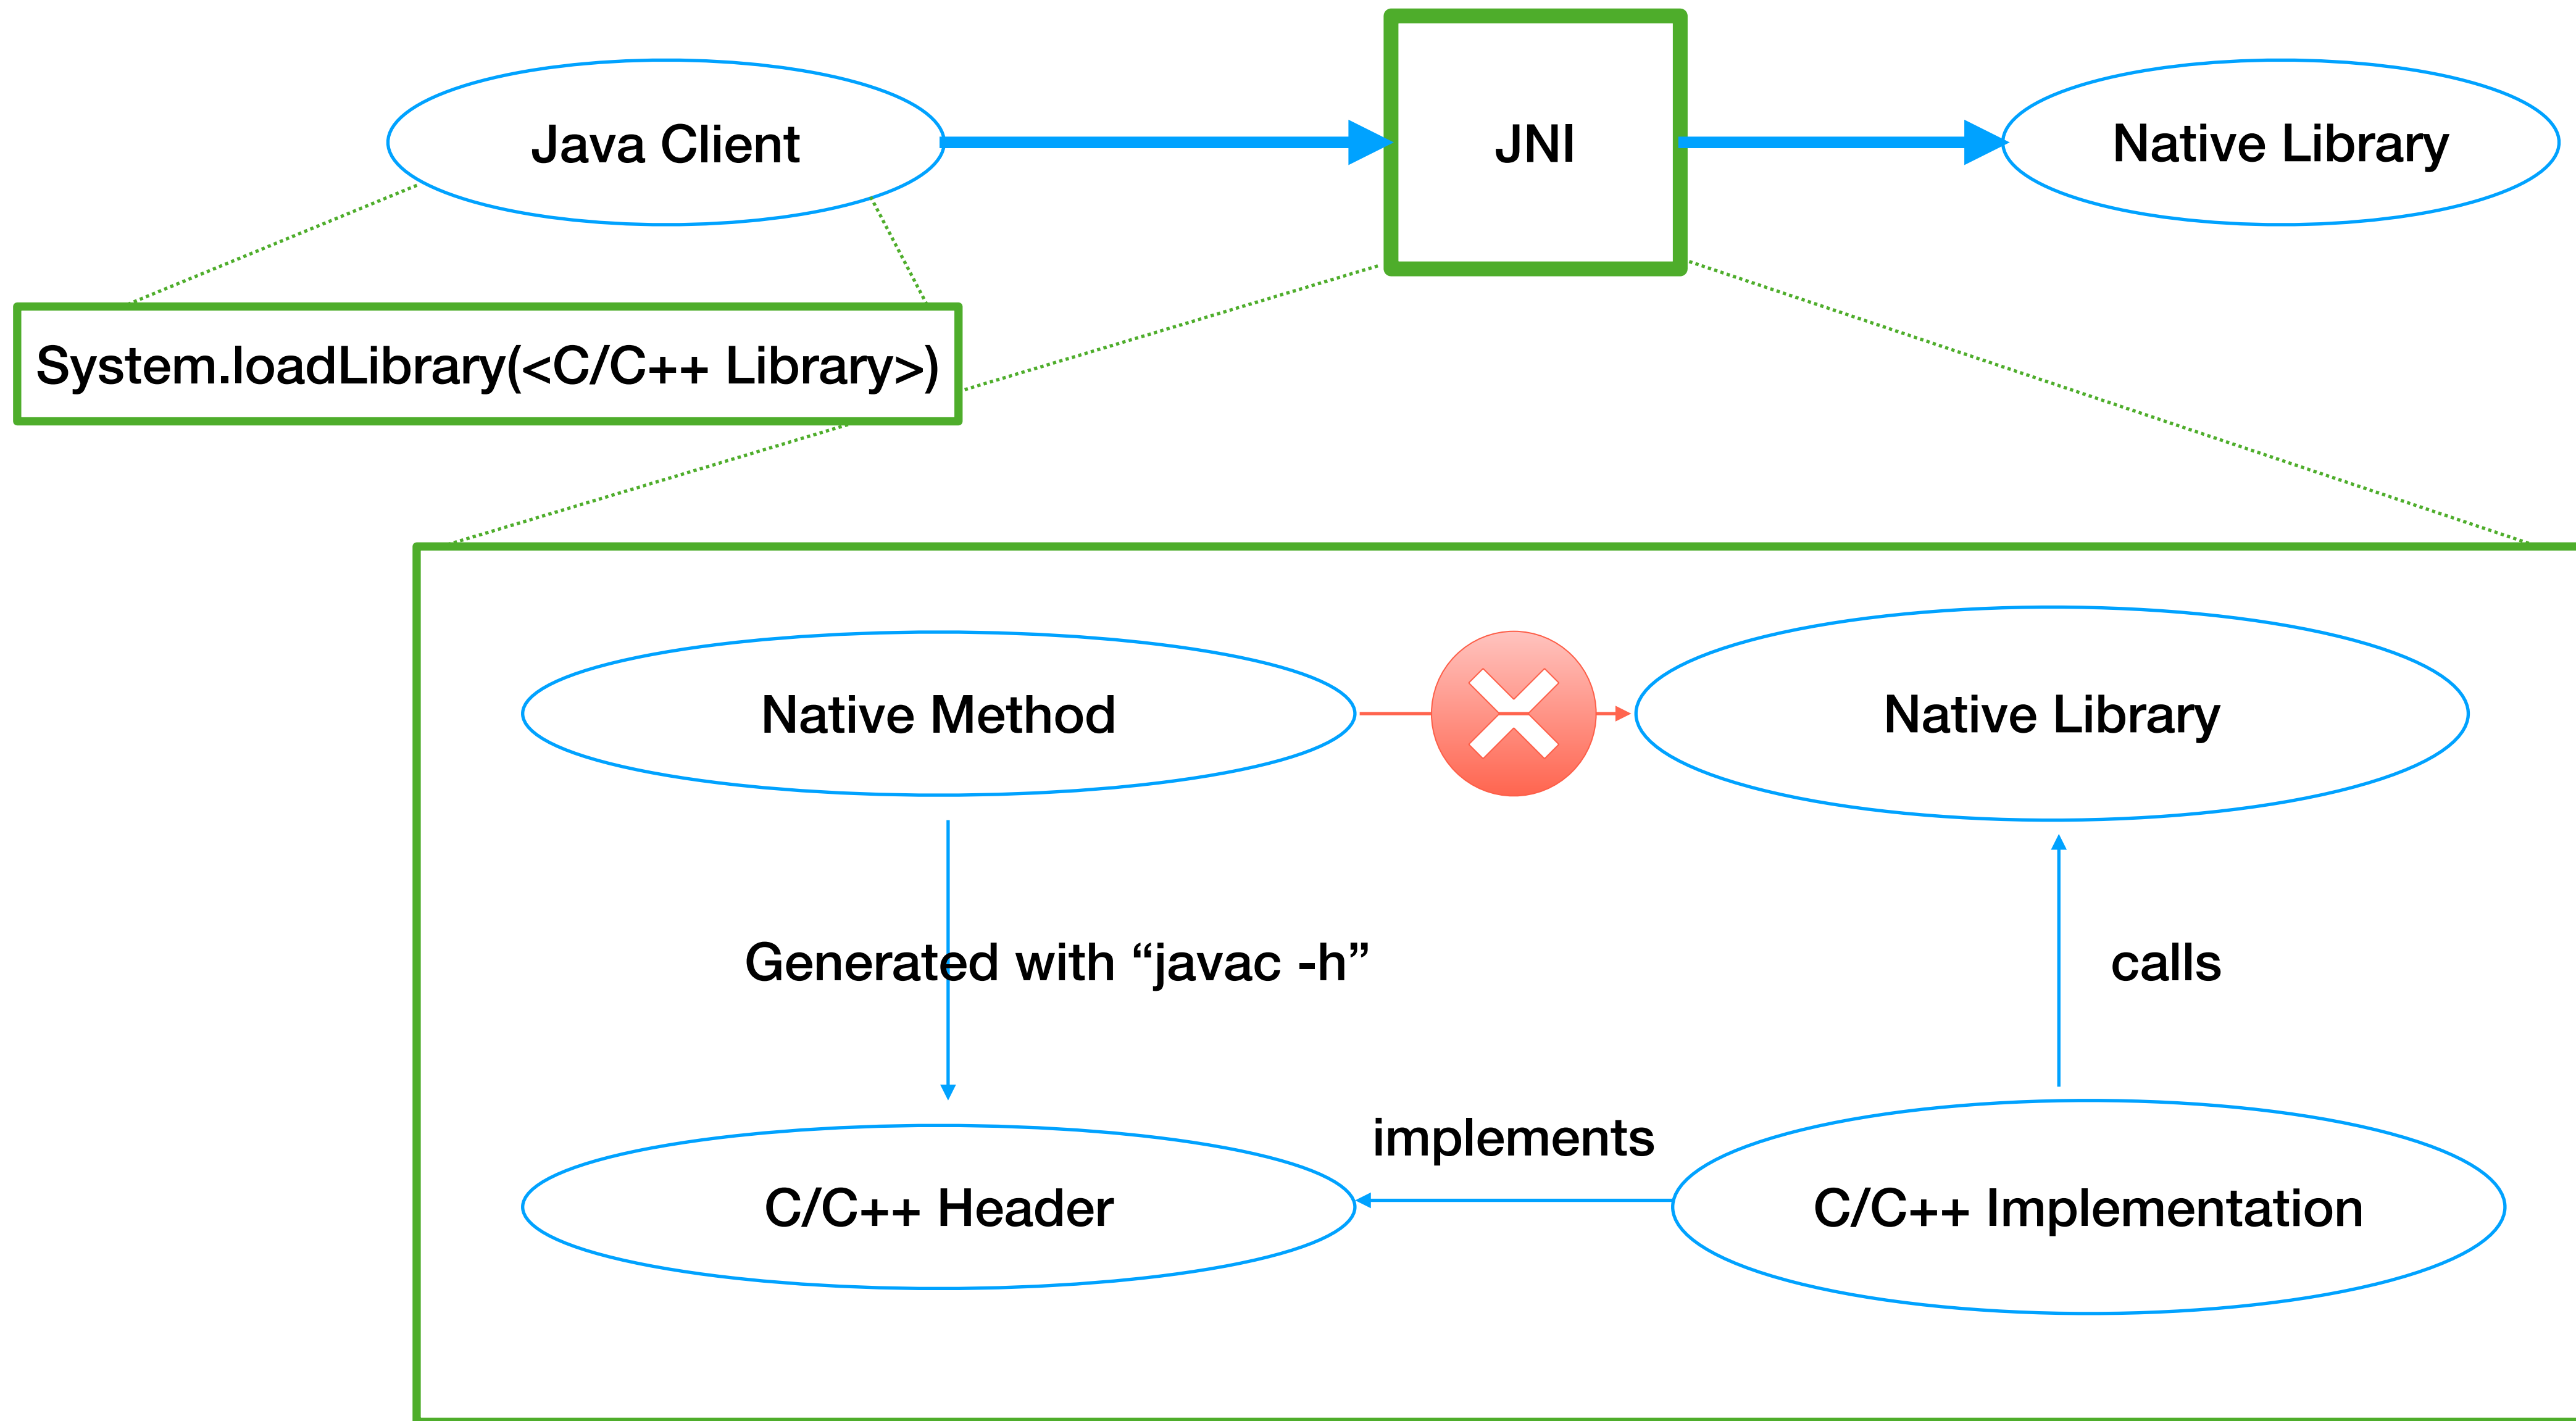 Java Client
JNI
Native Library
System.loadLibrary(<C/C++ Library>)
Native Method
Native Library
Generated with “javac -h”
calls
implements
C/C++ Header
C/C++ Implementation